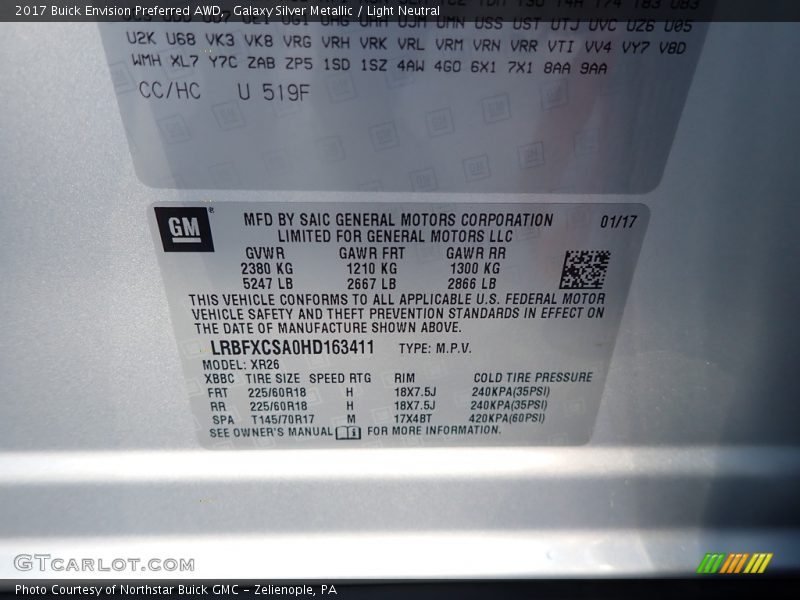 2017 Buick Envision Preferred AWD, Galaxy Silver Metallic / Light Neutral
UMN USS UST UTJ UVC UZ6 U05
U2K U68 VK3 VK8 VRG VRH VRK VRL VRM VRN VRR VTI VV4 VY7 V8D
WMH XL7 Y7C ZAB ZP5 1SD 1SZ 4AW 4G0 6X1 7X1 8AA 9AA
CC/HC U 519F
GM®
MFD BY SAIC GENERAL MOTORS CORPORATION 01/17
LIMITED FOR GENERAL MOTORS LLC
GVWR GAWR FRT GAWR RR
2380 KG 1210 KG 1300 KG
5247 LB 2667 LB 2866 LB
THIS VEHICLE CONFORMS TO ALL APPLICABLE U.S. FEDERAL MOTOR
VEHICLE SAFETY AND THEFT PREVENTION STANDARDS IN EFFECT ON
THE DATE OF MANUFACTURE SHOWN ABOVE.
LRBFXCSA0HD163411 TYPE: M.P.V.
MODEL: XR26
XBBC TIRE SIZE SPEED RTG RIM COLD TIRE PRESSURE
FRT 225/60R18 H 18X7.5J 240KPA(35PSI)
RR 225/60R18 H 18X7.5J 240KPA(35PSI)
SPA T145/70R17 M 17X4BT 420KPA(60PSI)
SEE OWNER'S MANUAL FOR MORE INFORMATION.
GTCARLOT.COM
Photo Courtesy of Northstar Buick GMC - Zelienople, PA